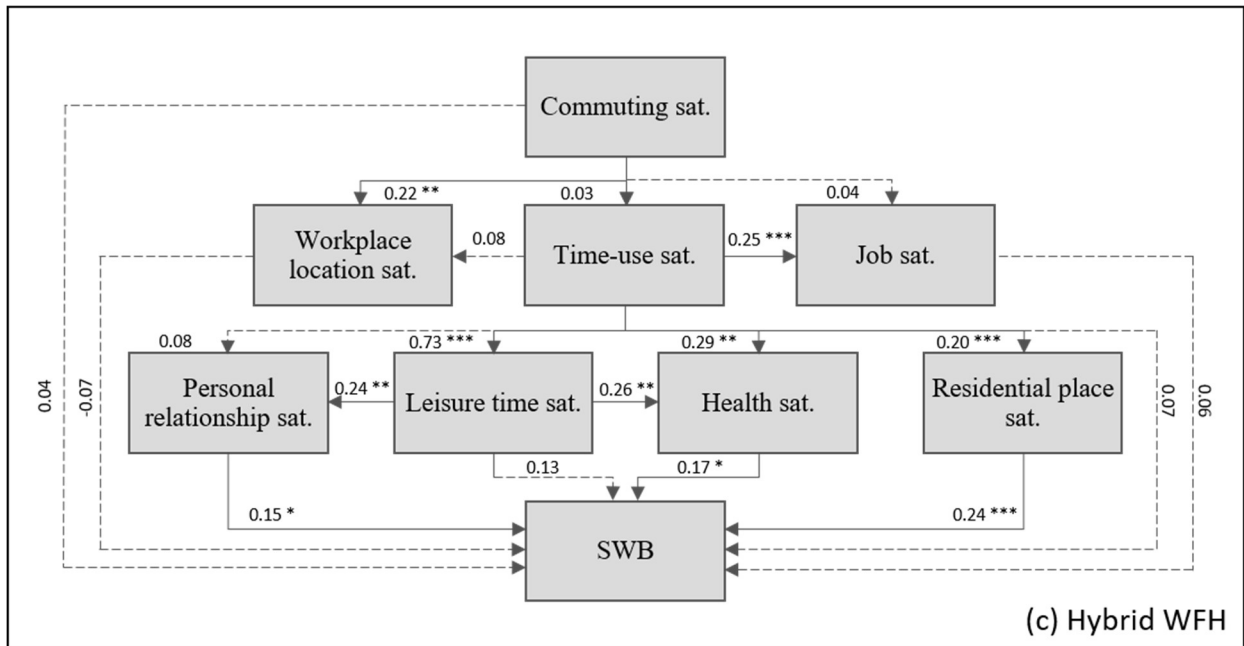 Commuting sat.
0.22 **
0.03
0.04
Workplace
location sat.
0.08
Time-use sat.
0.25 ***
Job sat.
0.08
0.73 ***
0.29 **
0.20 ***
Personal
relationship sat.
0.24 **
Leisure time sat.
0.26 **
Health sat.
Residential place
sat.
0.04
-0.07
0.07
0.06
0.13
0.17 *
0.15 *
0.24 ***
SWB
(c) Hybrid WFH